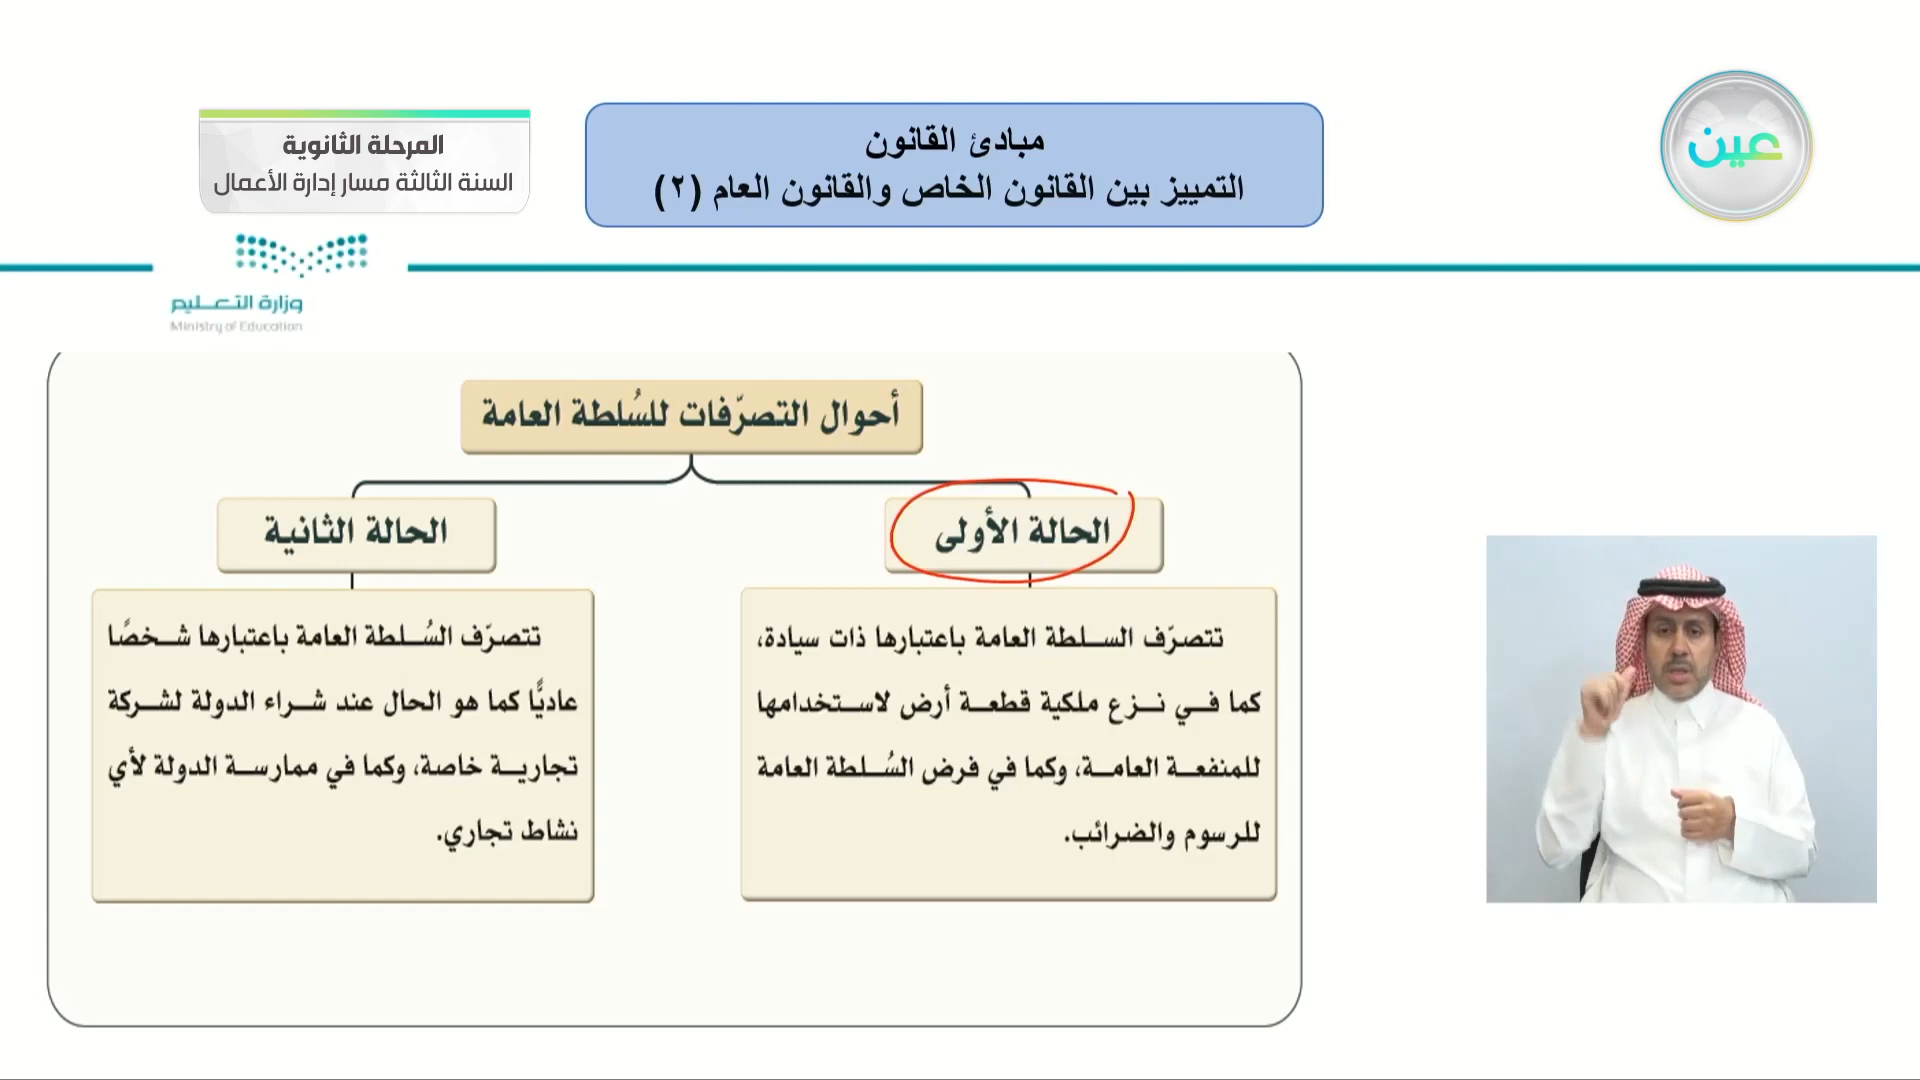 عين
مبادئ القانون
التمييز بين القانون الخاص والقانون العام (٢)
المرحلة الثانوية
السنة الثالثة مسار إدارة الأعمال
وزارة التعليم
Ministry of Education
أحوال التصرّفات للسُلطة العامة
الحالة الأولى
تتصرّف السلطة العامة باعتبارها ذات سيادة،
كما في نزع ملكية قطعة أرض لاستخدامها
للمنفعة العامة، وكما في فرض السُلطة العامة
للرسوم والضرائب.
الحالة الثانية
تتصرّف السُلطة العامة باعتبارها شخصًا
عاديًّا كما هو الحال عند شراء الدولة لشركة
تجارية خاصة، وكما في ممارسة الدولة لأي
نشاط تجاري.